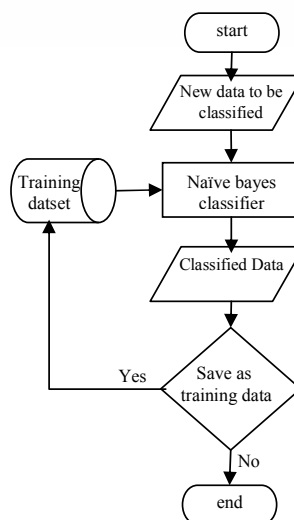 start
New data to be
classified
Training
datset
Naïve bayes
classifier
Classified Data
Yes
Save as
training data
No
end